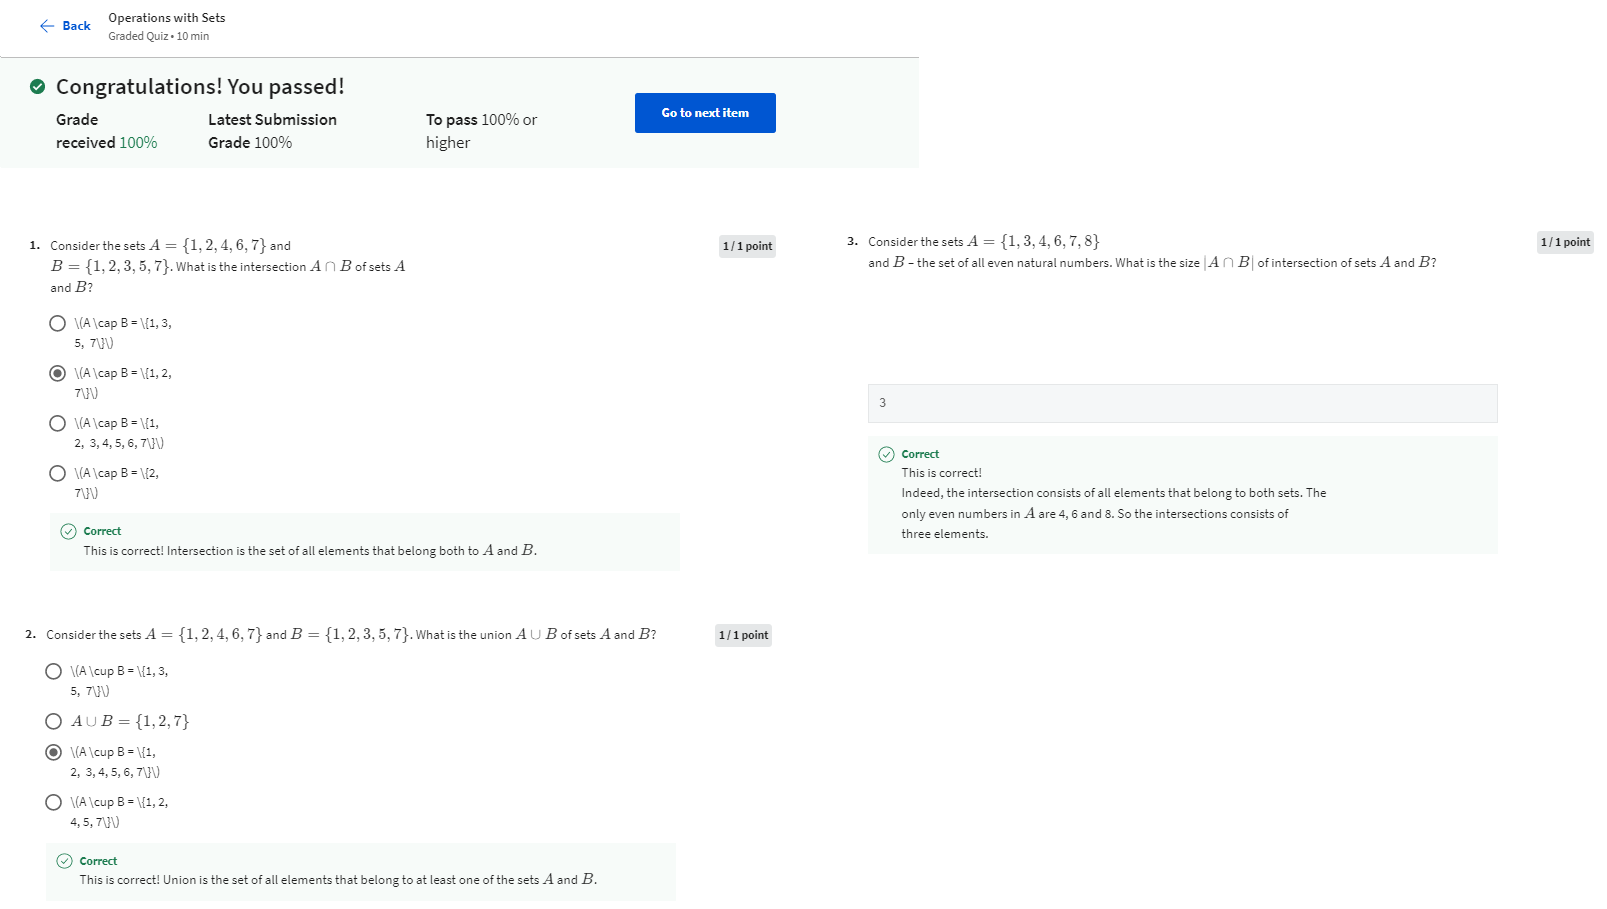 Back
Operations with Sets
Graded Quiz • 10 min
Congratulations! You passed!
Grade
received 100%
Latest Submission
Grade 100%
To pass 100% or
higher
Go to next item
1. Consider the sets A = {1, 2, 4, 6, 7} and
B = {1, 2, 3, 5, 7}. What is the intersection A ∩ B of sets A
and B?
1 / 1 point
\(A \cap B = \{1, 3,
5, 7\}\)
\(A \cap B = \{1, 2,
7\}\)
\(A \cap B = \{1,
2, 3, 4, 5, 6, 7\}\)
\(A \cap B = \{2,
7\}\)
Correct
This is correct! Intersection is the set of all elements that belong both to A and B.
2. Consider the sets A = {1, 2, 4, 6, 7} and B = {1, 2, 3, 5, 7}. What is the union A ∪ B of sets A and B?
1 / 1 point
\(A \cup B = \{1, 3,
5, 7\}\)
A ∪ B = {1, 2, 7}
\(A \cup B = \{1,
2, 3, 4, 5, 6, 7\}\)
\(A \cup B = \{1, 2,
4, 5, 7\}\)
Correct
This is correct! Union is the set of all elements that belong to at least one of the sets A and B.
3. Consider the sets A = {1, 3, 4, 6, 7, 8}
and B – the set of all even natural numbers. What is the size |A ∩ B| of intersection of sets A and B?
1 / 1 point
3
Correct
This is correct!
Indeed, the intersection consists of all elements that belong to both sets. The
only even numbers in A are 4, 6 and 8. So the intersections consists of
three elements.